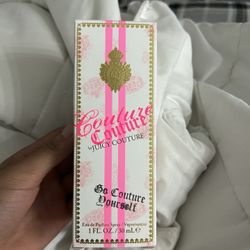 Couture
Couture
by JUICY COUTURE
Go Couture
Yourself
Eau de Parfum Spray / Vaporisateur
1 FL. OZ / 30 mL e